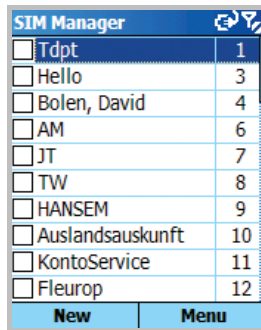 SIM Manager
Tdpt 1
Hello 3
Bolen, David 4
AM 6
JT 7
TW 8
HANSEM 9
Auslandsauskunft 10
KontoService 11
Fleurop 12
New Menu